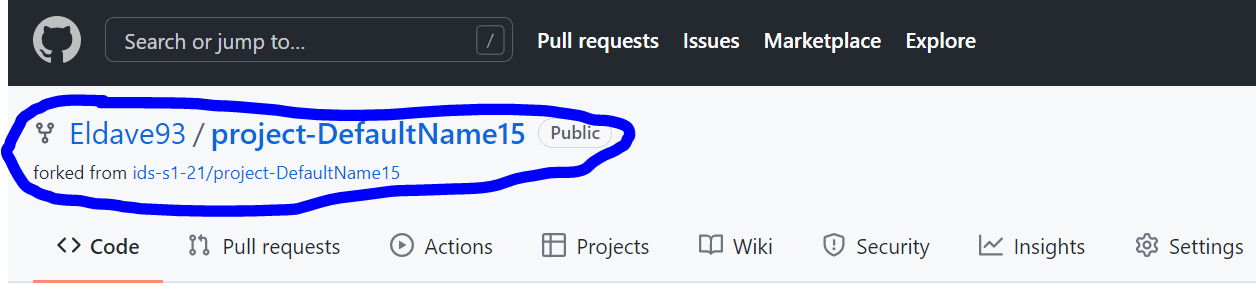 Search or jump to... / Pull requests Issues Marketplace Explore
Eldave93 / project-DefaultName15 Public
forked from ids-s1-21/project-DefaultName15
<> Code Pull requests Actions Projects Wiki Security Insights Settings